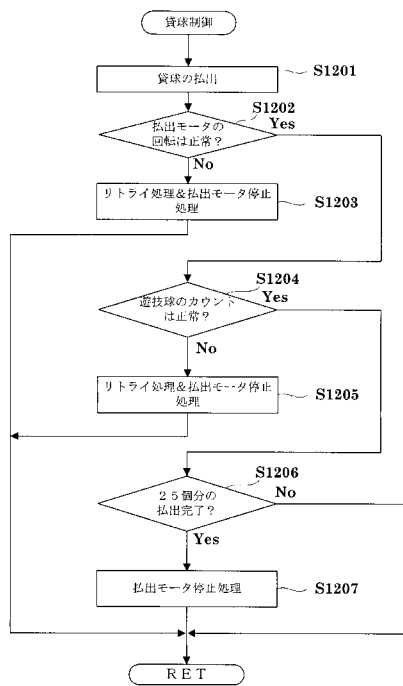 貸球制御
貸球の払出
S1201
S1202
払出モータの
回転は正常？
Yes
No
リトライ処理&払出モータ停止
処理
S1203
S1204
遊技球のカウント
は正常？
Yes
No
リトライ処理&払出モータ停止
処理
S1205
S1206
２５個分の
払出完了？
No
Yes
払出モータ停止処理
S1207
ＲＥＴ